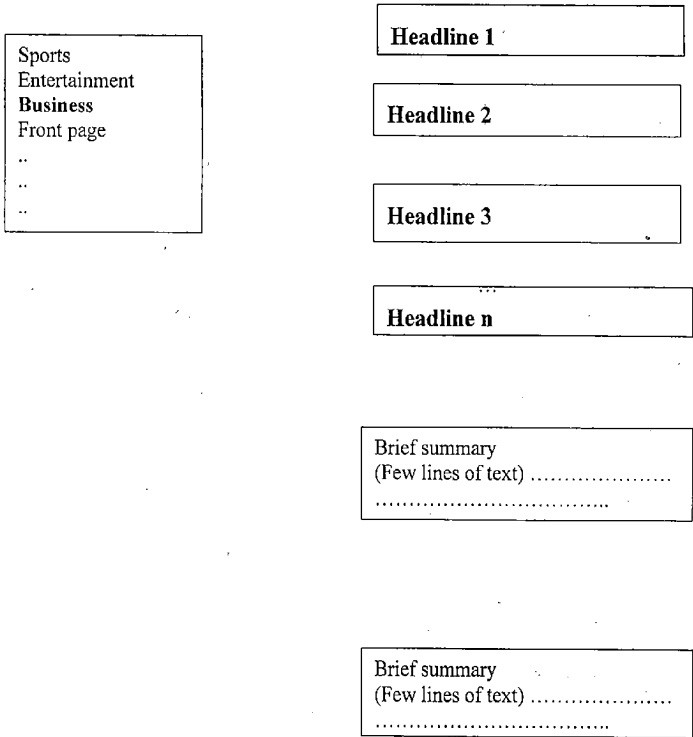 Sports
Entertainment
Business
Front page
..
..
..
Headline 1
Headline 2
Headline 3
...
Headline n
Brief summary
(Few lines of text) .....................
...................................
Brief summary
(Few lines of text) .....................
...................................